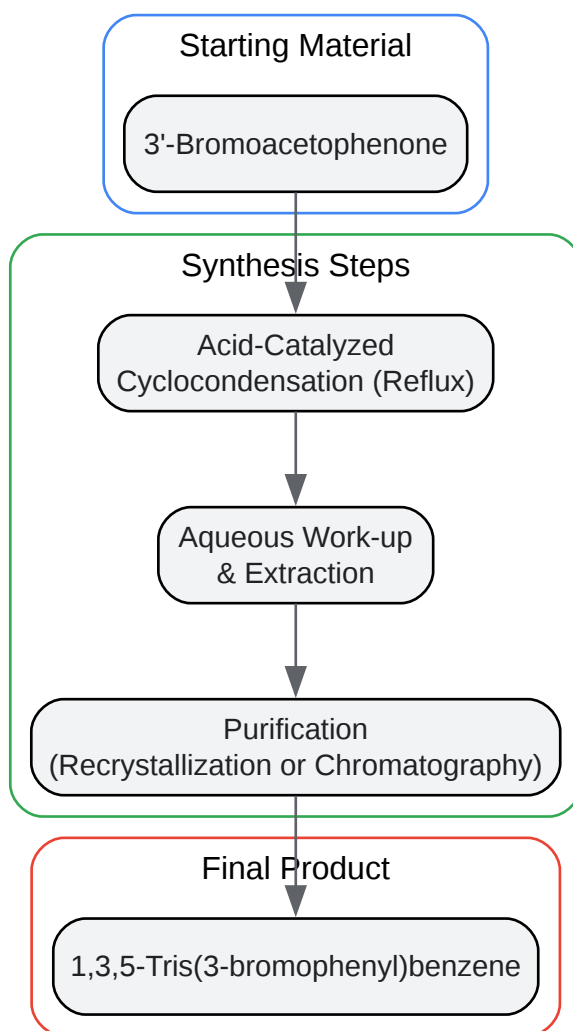 Starting Material
3'-Bromoacetophenone
Synthesis Steps
Acid-Catalyzed
Cyclocondensation (Reflux)
Aqueous Work-up
& Extraction
Purification
(Recrystallization or Chromatography)
Final Product
1,3,5-Tris(3-bromophenyl)benzene